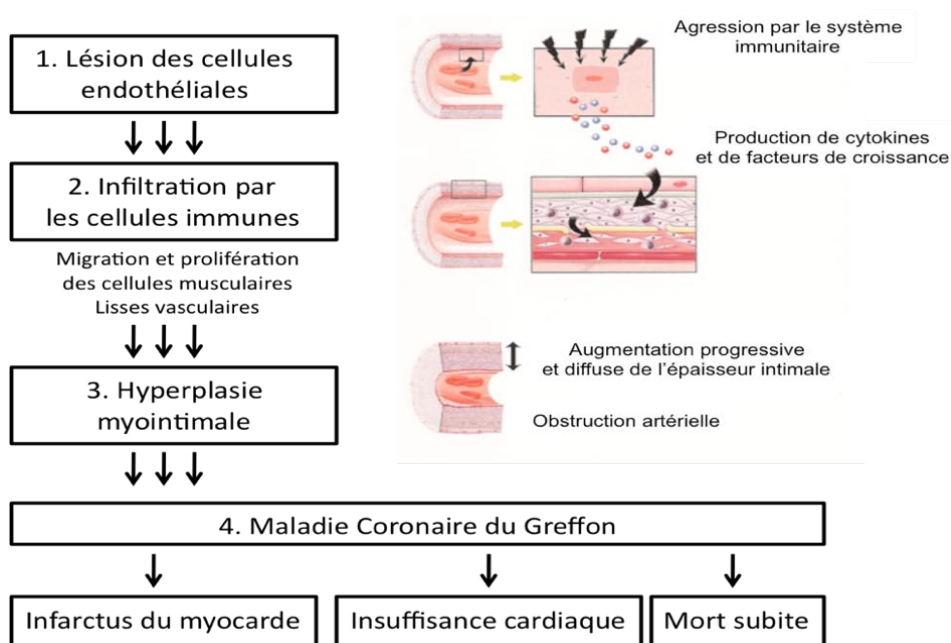 1. Lésion des cellules
endothéliales
2. Infiltration par
les cellules immunes
Migration et prolifération
des cellules musculaires
Lisses vasculaires
3. Hyperplasie
myointimale
Agression par le système
immunitaire
Production de cytokines
et de facteurs de croissance
Augmentation progressive
et diffuse de l'épaisseur intimale
Obstruction artérielle
4. Maladie Coronaire du Greffon
Infarctus du myocarde
Insuffisance cardiaque
Mort subite